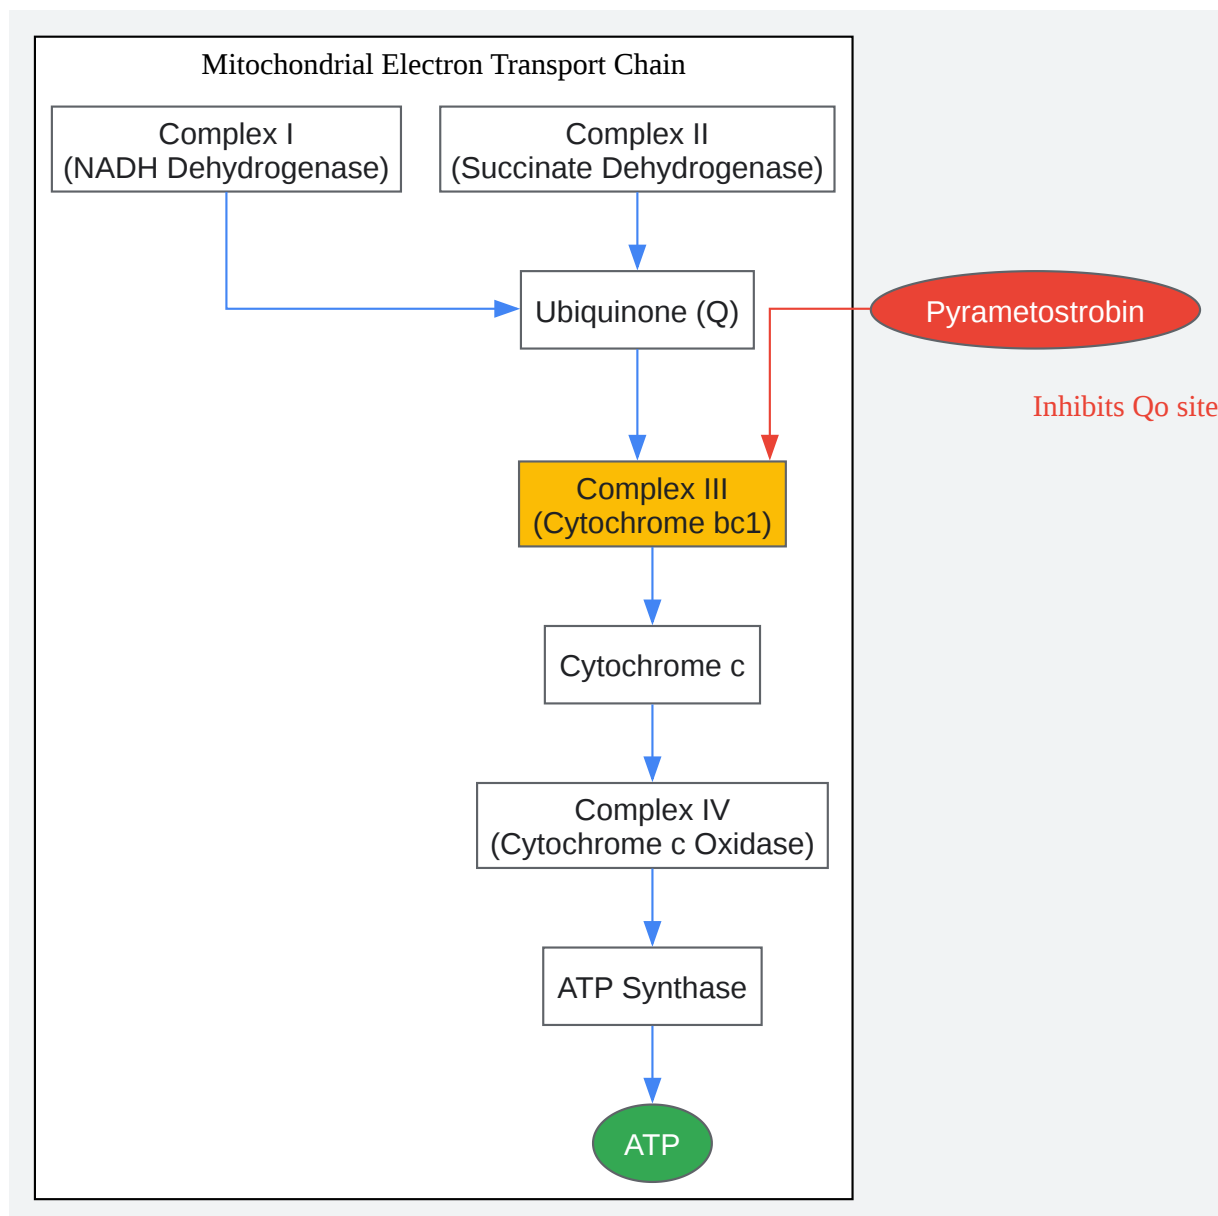 Mitochondrial Electron Transport Chain
Complex I
(NADH Dehydrogenase)
Complex II
(Succinate Dehydrogenase)
Ubiquinone (Q)
Pyrametostrobin
Inhibits Qo site
Complex III
(Cytochrome bc1)
Cytochrome c
Complex IV
(Cytochrome c Oxidase)
ATP Synthase
ATP